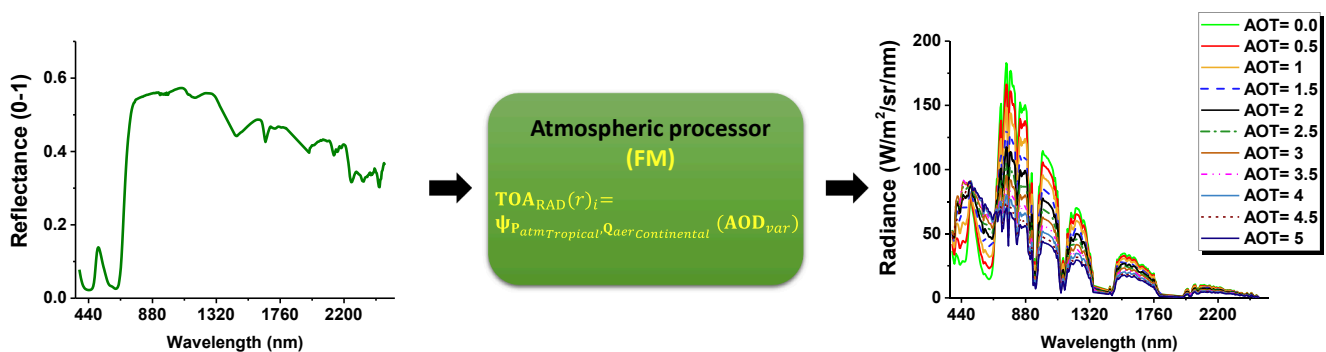 Reflectance (0-1)
0.6
0.4
0.2
0.0
440 880 1320 1760 2200
Wavelength (nm)
Atmospheric processor
(FM)
TOA_RAD(r)_i=
Ψ_P_atm_Tropical,Q_aer_Continental (AOD_var)
Radiance (W/m²/sr/nm)
200
150
100
50
0
440 880 1320 1760 2200
Wavelength (nm)
AOT= 0.0
AOT= 0.5
AOT= 1
AOT= 1.5
AOT= 2
AOT= 2.5
AOT= 3
AOT= 3.5
AOT= 4
AOT= 4.5
AOT= 5